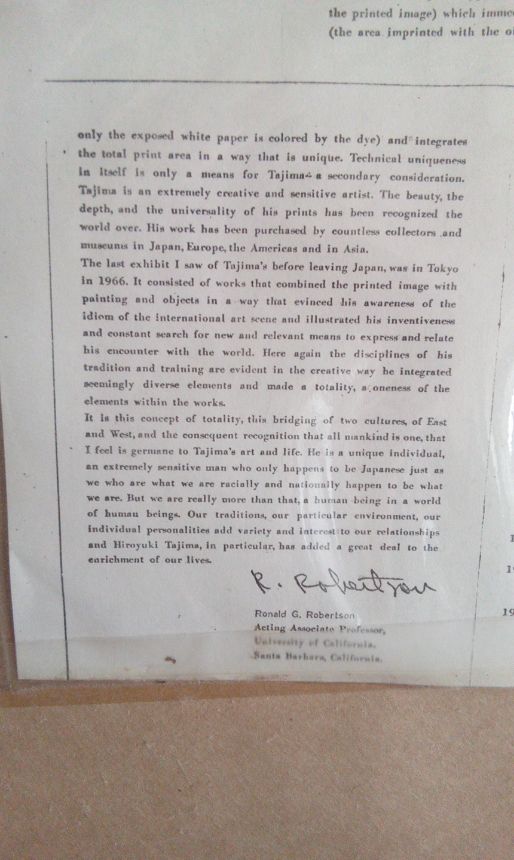 the printed image) which
(the area imprinted with the
only the exposed white paper is colored by the dye) and integrates
the total print area in a way that is unique. Technical uniqueness
in itself is only a means for Tajima- a secondary consideration.
Tajima is an extremely creative and sensitive artist. The beauty, the
depth, and the universality of his prints has been recognized the
world over. His work has been purchased by countless collectors and
museums in Japan, Europe, the Americas and in Asia.
The last exhibit I saw of Tajima's before leaving Japan, was in Tokyo
in 1966. It consisted of works that combined the printed image with
painting and objects in a way that evinced his awareness of the
idiom of the international art scene and illustrated his inventiveness
and constant search for new and relevant means to express and relate
his encounter with the world. Here again the disciplines of his
tradition and training are evident in the creative way he integrated
seemingly diverse elements and made a totality, a oneness of the
elements within the works.
It is this concept of totality, this bridging of two cultures, of East
and West, and the consequent recognition that all mankind is one, that
I feel is germane to Tajima's art and life. He is a unique individual,
an extremely sensitive man who only happens to be Japanese just as
we who are what we are racially and nationally happen to be what
we are. But we are really more than that, a human being in a world
of human beings. Our traditions, our particular environment, our
individual personalities add variety and interest to our relationships
and Hiroyuki Tajima, in particular, has added a great deal to the
enrichment of our lives.
R. Robertson
Ronald G. Robertson
Acting Associate Professor,
University of California,
Santa Barbara, California.